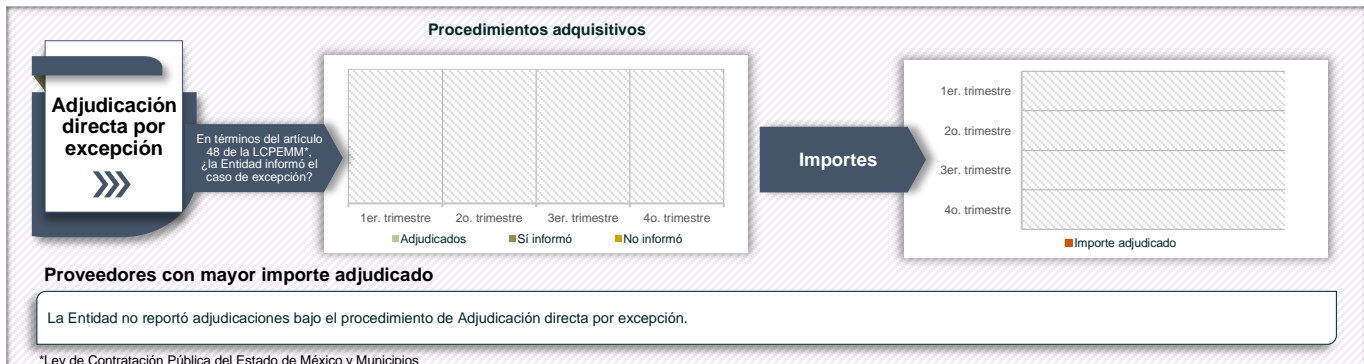 Procedimientos adquisitivos
Adjudicación
directa por
excepción
En términos del artículo
48 de la LCPEMM*,
¿la Entidad informó el
caso de excepción?
1er. trimestre 2o. trimestre 3er. trimestre 4o. trimestre
Adjudicados Sí informó No informó
Importes
1er. trimestre
2o. trimestre
3er. trimestre
4o. trimestre
Importe adjudicado
Proveedores con mayor importe adjudicado
La Entidad no reportó adjudicaciones bajo el procedimiento de Adjudicación directa por excepción.
*Ley de Contratación Pública del Estado de México y Municipios